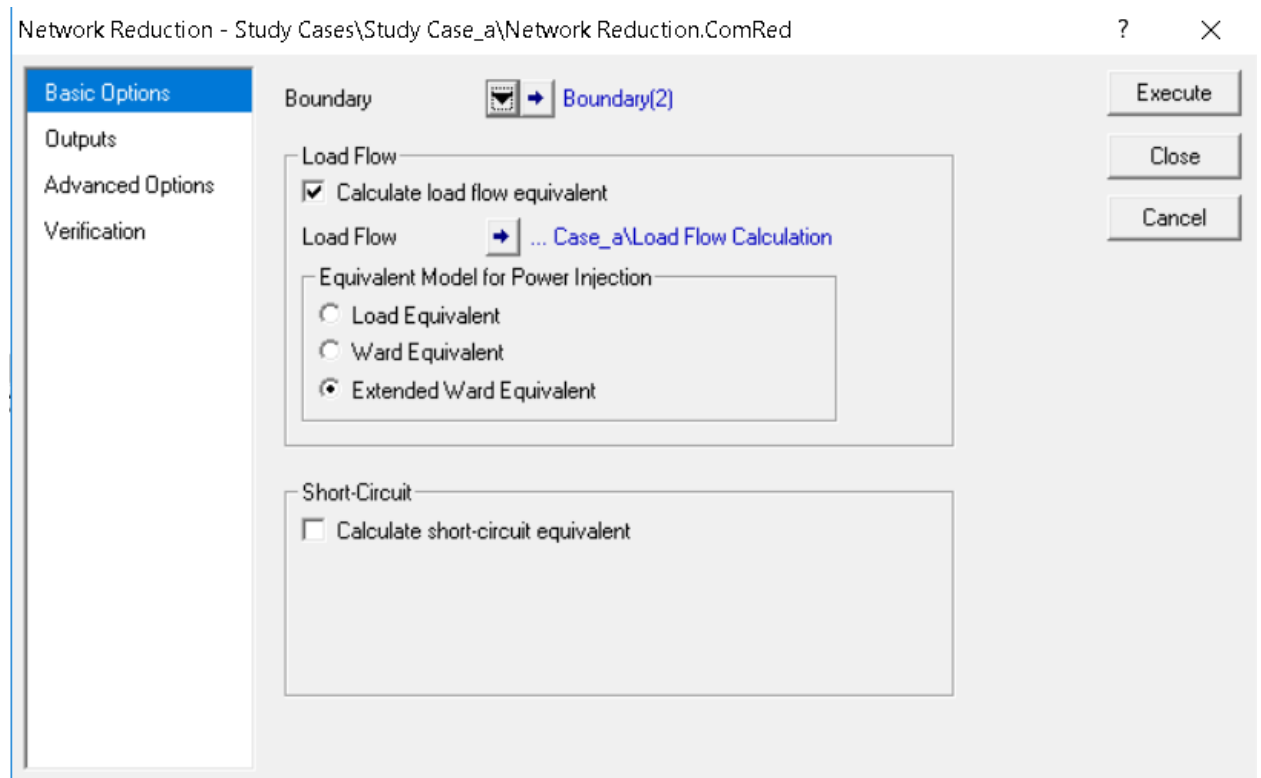 Network Reduction - Study Cases\Study Case_a\Network Reduction.ComRed ?
Basic Options
Outputs
Advanced Options
Verification
Boundary Boundary(2)
Load Flow
Calculate load flow equivalent
Load Flow ... Case_a\Load Flow Calculation
Equivalent Model for Power Injection
Load Equivalent
Ward Equivalent
Extended Ward Equivalent
Short-Circuit
Calculate short-circuit equivalent
Execute
Close
Cancel